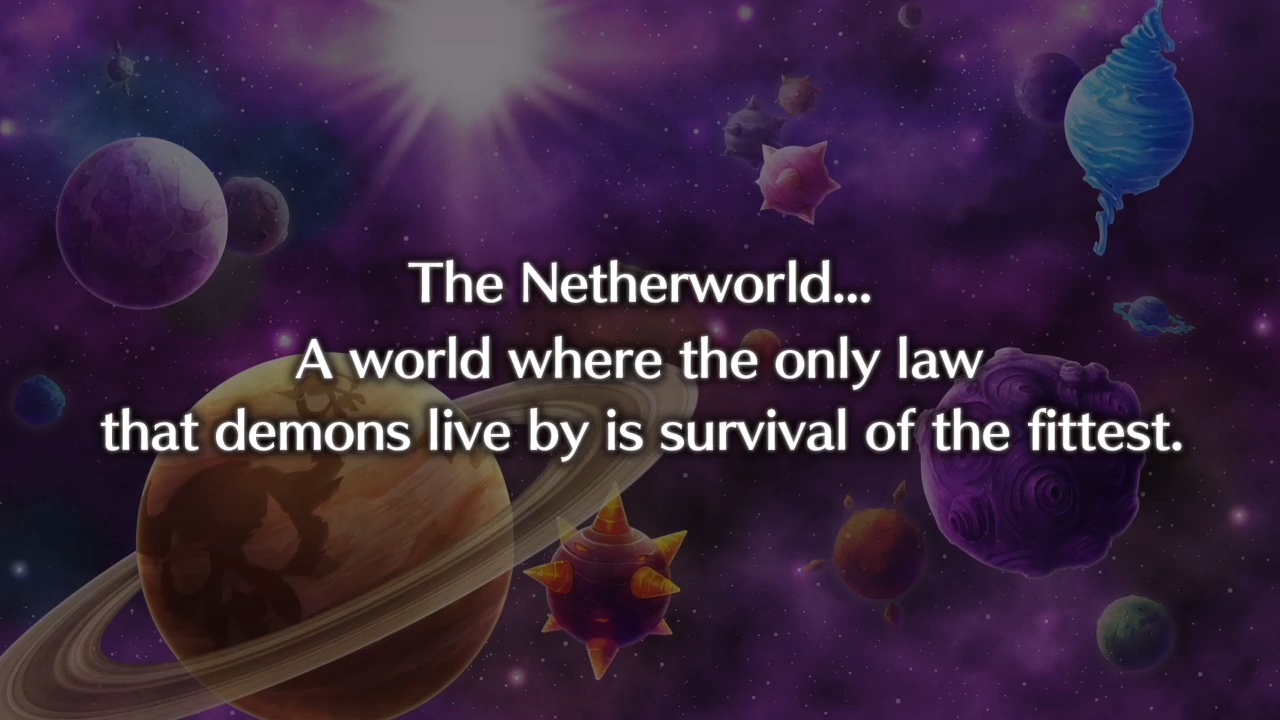 The Netherworld...
A world where the only law
that demons live by is survival of the fittest.